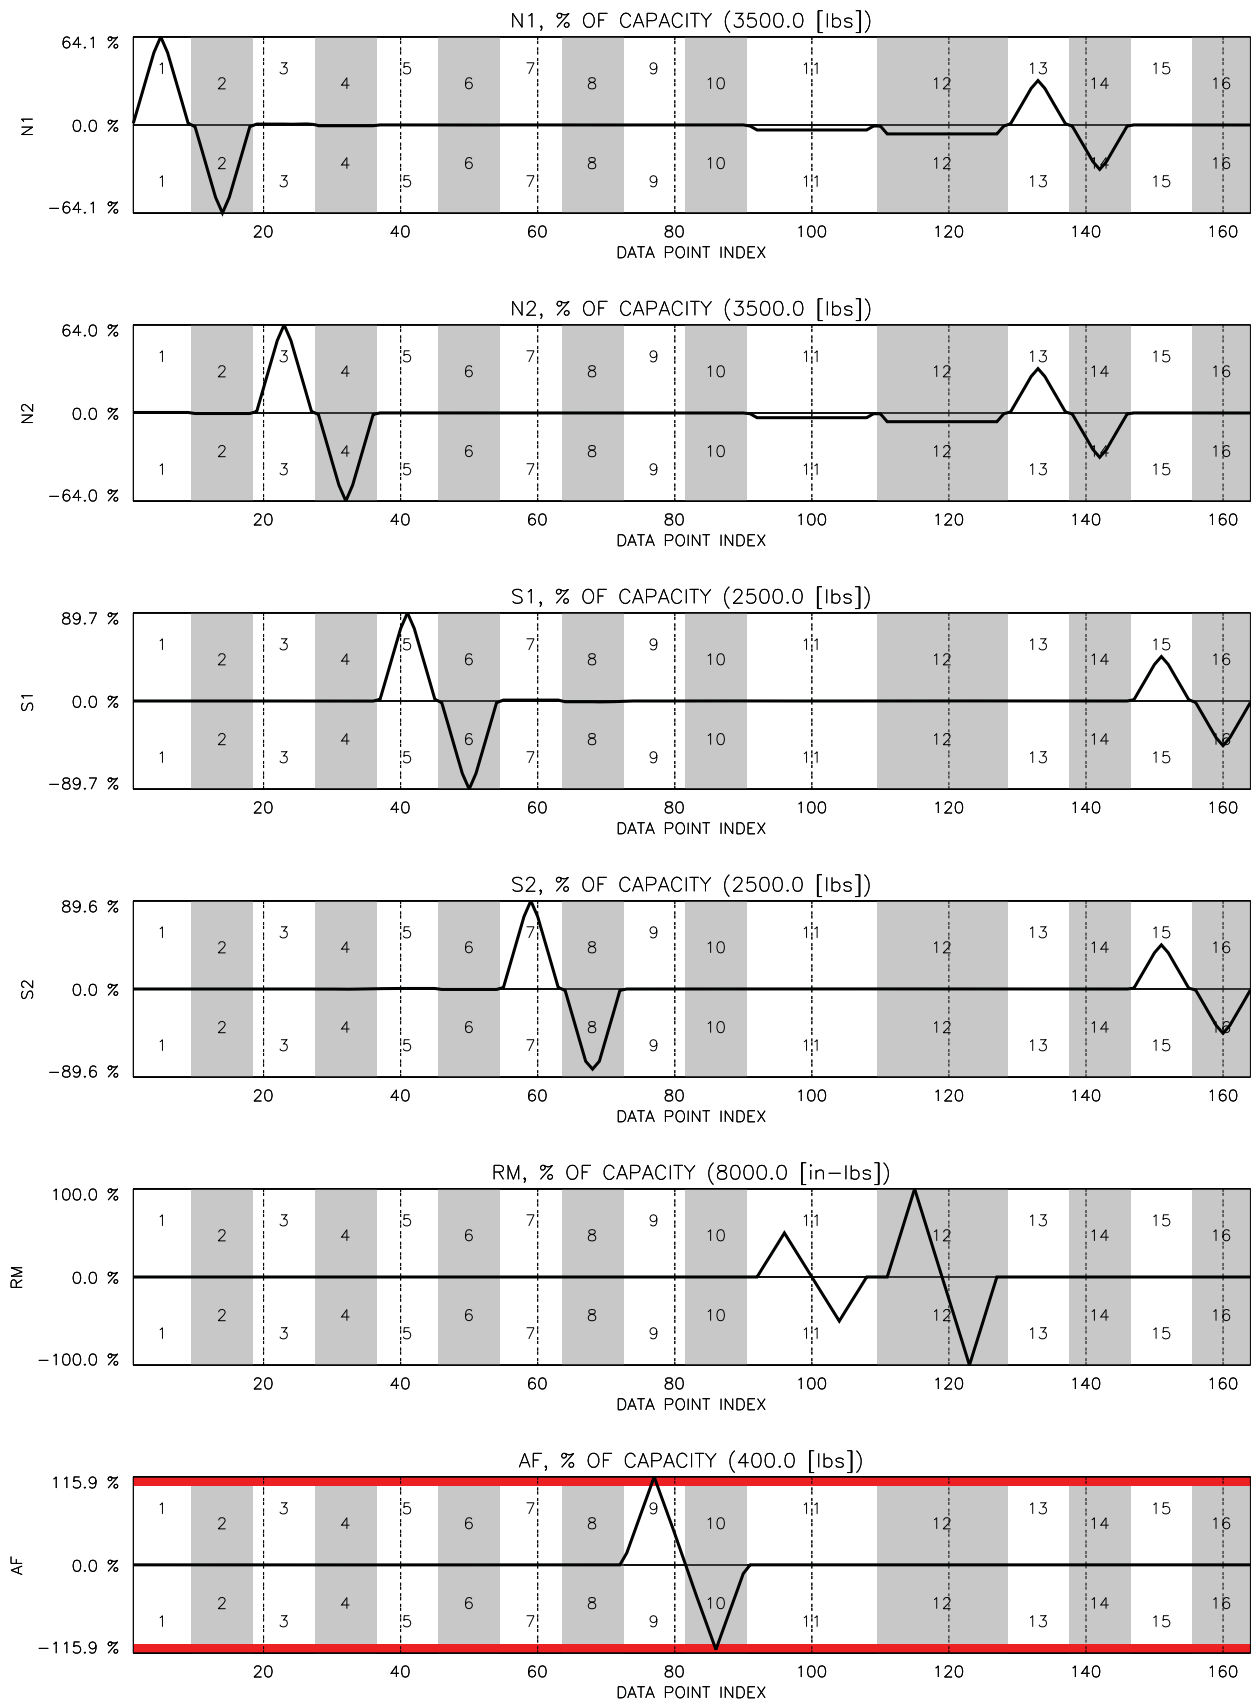 N1, % OF CAPACITY (3500.0 [lbs])
64.1 %
1 2 3 4 5 6 7 8 9 10 11 12 13 14 15 16
N1
0.0 %
1 2 3 4 5 6 7 8 9 10 11 12 13 14 15 16
−64.1 %
20 40 60 80 100 120 140 160
DATA POINT INDEX
N2, % OF CAPACITY (3500.0 [lbs])
64.0 %
1 2 3 4 5 6 7 8 9 10 11 12 13 14 15 16
N2
0.0 %
1 2 3 4 5 6 7 8 9 10 11 12 13 14 15 16
−64.0 %
20 40 60 80 100 120 140 160
DATA POINT INDEX
S1, % OF CAPACITY (2500.0 [lbs])
89.7 %
1 2 3 4 5 6 7 8 9 10 11 12 13 14 15 16
S1
0.0 %
1 2 3 4 5 6 7 8 9 10 11 12 13 14 15 16
−89.7 %
20 40 60 80 100 120 140 160
DATA POINT INDEX
S2, % OF CAPACITY (2500.0 [lbs])
89.6 %
1 2 3 4 5 6 7 8 9 10 11 12 13 14 15 16
S2
0.0 %
1 2 3 4 5 6 7 8 9 10 11 12 13 14 15 16
−89.6 %
20 40 60 80 100 120 140 160
DATA POINT INDEX
RM, % OF CAPACITY (8000.0 [in−lbs])
100.0 %
1 2 3 4 5 6 7 8 9 10 11 12 13 14 15 16
RM
0.0 %
1 2 3 4 5 6 7 8 9 10 11 12 13 14 15 16
−100.0 %
20 40 60 80 100 120 140 160
DATA POINT INDEX
AF, % OF CAPACITY (400.0 [lbs])
115.9 %
1 2 3 4 5 6 7 8 9 10 11 12 13 14 15 16
AF
0.0 %
1 2 3 4 5 6 7 8 9 10 11 12 13 14 15 16
−115.9 %
20 40 60 80 100 120 140 160
DATA POINT INDEX